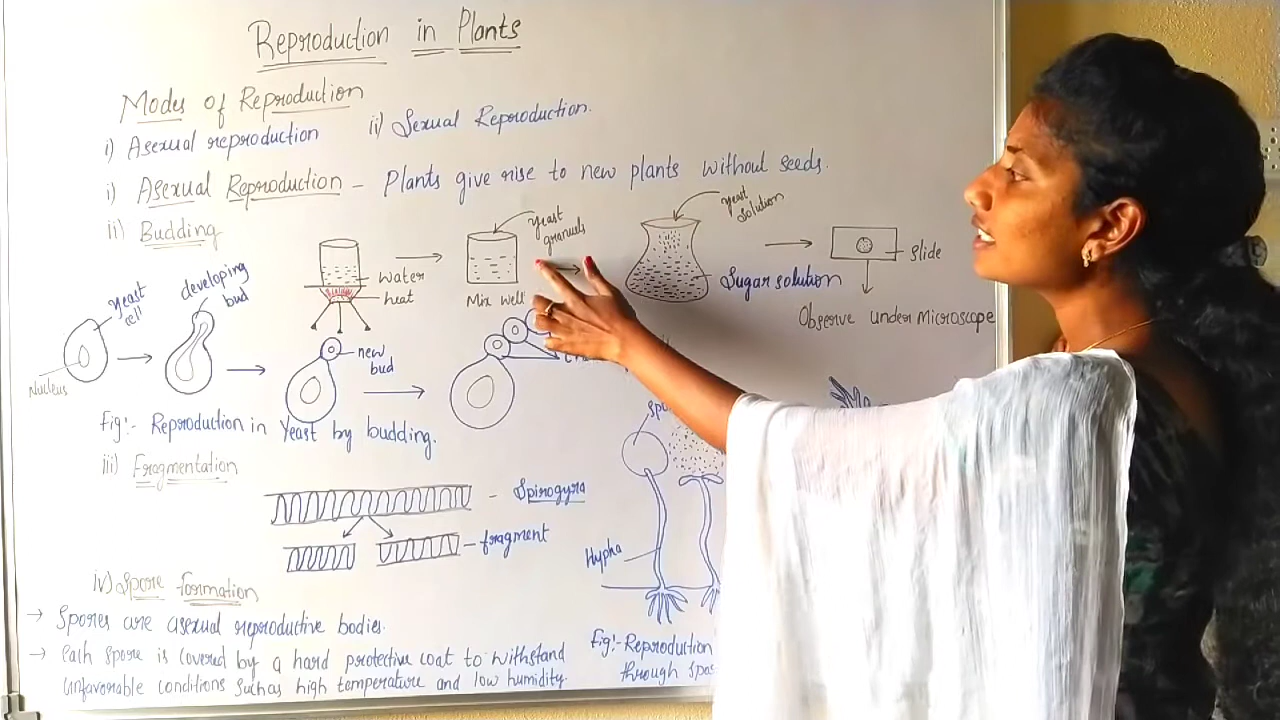 Reproduction in Plants
Modes of Reproduction
i) Asexual reproduction ii) Sexual Reproduction.
i) Asexual Reproduction - Plants give rise to new plants without seeds.
ii) Budding
yeast granuels
yeast solution
Water
heat
Mix well
Sugar solution
Slide
Observe under Microscope
yeast cell
developing bud
Nucleus
new bud
Fig:- Reproduction in Yeast by budding.
iii) Fragmentation
Spirogyra
fragment
Hypha
iv) Spore formation
→ Spores are asexual reproductive bodies.
→ Each spore is covered by a hard protective coat to withstand
unfavorable conditions such as high temperature and low humidity.
Fig:- Reproduction
through